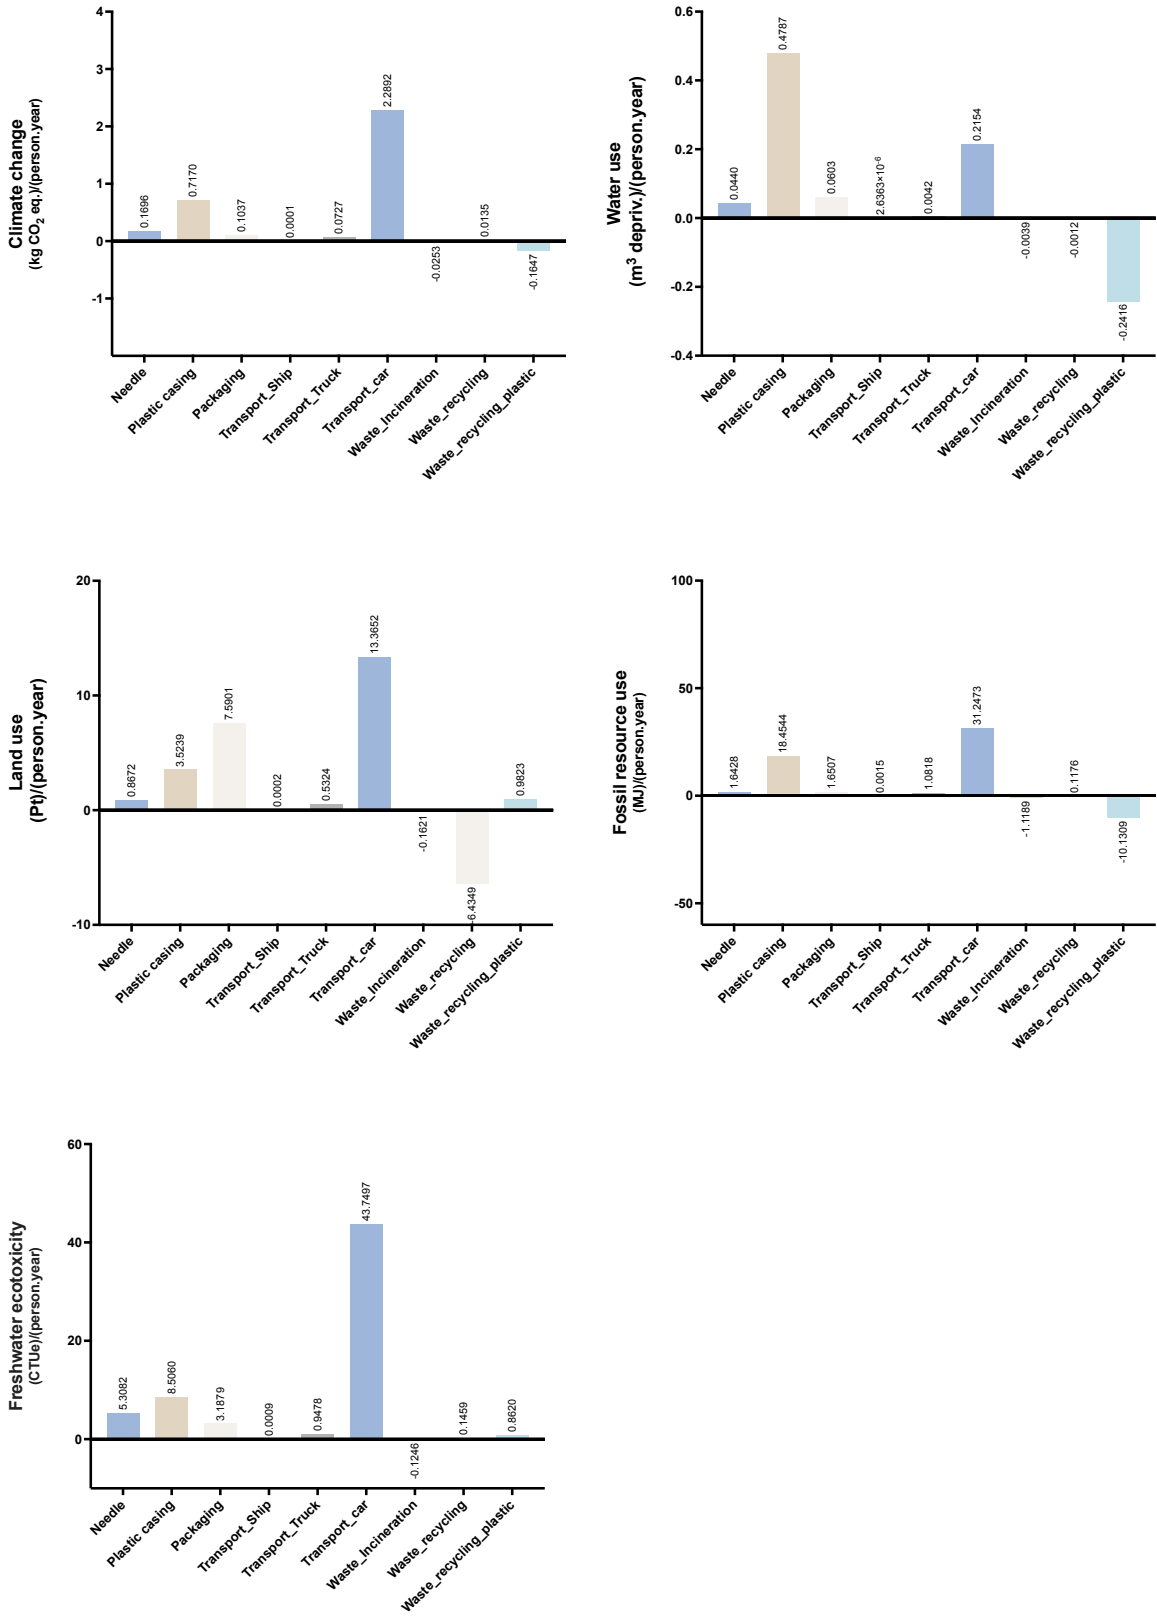 Climate change
(kg CO₂ eq.)/(person.year)
4
3
2
1
0
-1
0.1696
0.7170
0.1037
0.0001
0.0727
2.2892
-0.0253
0.0135
-0.1647
Needle
Plastic casing
Packaging
Transport_Ship
Transport_Truck
Transport_car
Waste_Incineration
Waste_recycling
Waste_recycling_plastic
Water use
(m³ depriv.)/(person.year)
0.6
0.4
0.2
0.0
-0.2
-0.4
0.0440
0.4787
0.0603
2.6363×10⁻⁶
0.0042
0.2154
-0.0039
-0.0012
-0.2416
Needle
Plastic casing
Packaging
Transport_Ship
Transport_Truck
Transport_car
Waste_Incineration
Waste_recycling
Waste_recycling_plastic
Land use
(Pt)/(person.year)
20
10
0
-10
0.8672
3.5239
7.5901
0.0002
0.5324
13.3652
-0.1621
-6.4349
0.9823
Needle
Plastic casing
Packaging
Transport_Ship
Transport_Truck
Transport_car
Waste_Incineration
Waste_recycling
Waste_recycling_plastic
Fossil resource use
(MJ)/(person.year)
100
50
0
-50
1.6428
18.4544
1.6507
0.0015
1.0818
31.2473
-1.1189
0.1176
-10.1309
Needle
Plastic casing
Packaging
Transport_Ship
Transport_Truck
Transport_car
Waste_Incineration
Waste_recycling
Waste_recycling_plastic
Freshwater ecotoxicity
(CTUe)/(person.year)
60
40
20
0
5.3082
8.5060
3.1879
0.0009
0.9478
43.7497
-0.1246
0.1459
0.8620
Needle
Plastic casing
Packaging
Transport_Ship
Transport_Truck
Transport_car
Waste_Incineration
Waste_recycling
Waste_recycling_plastic